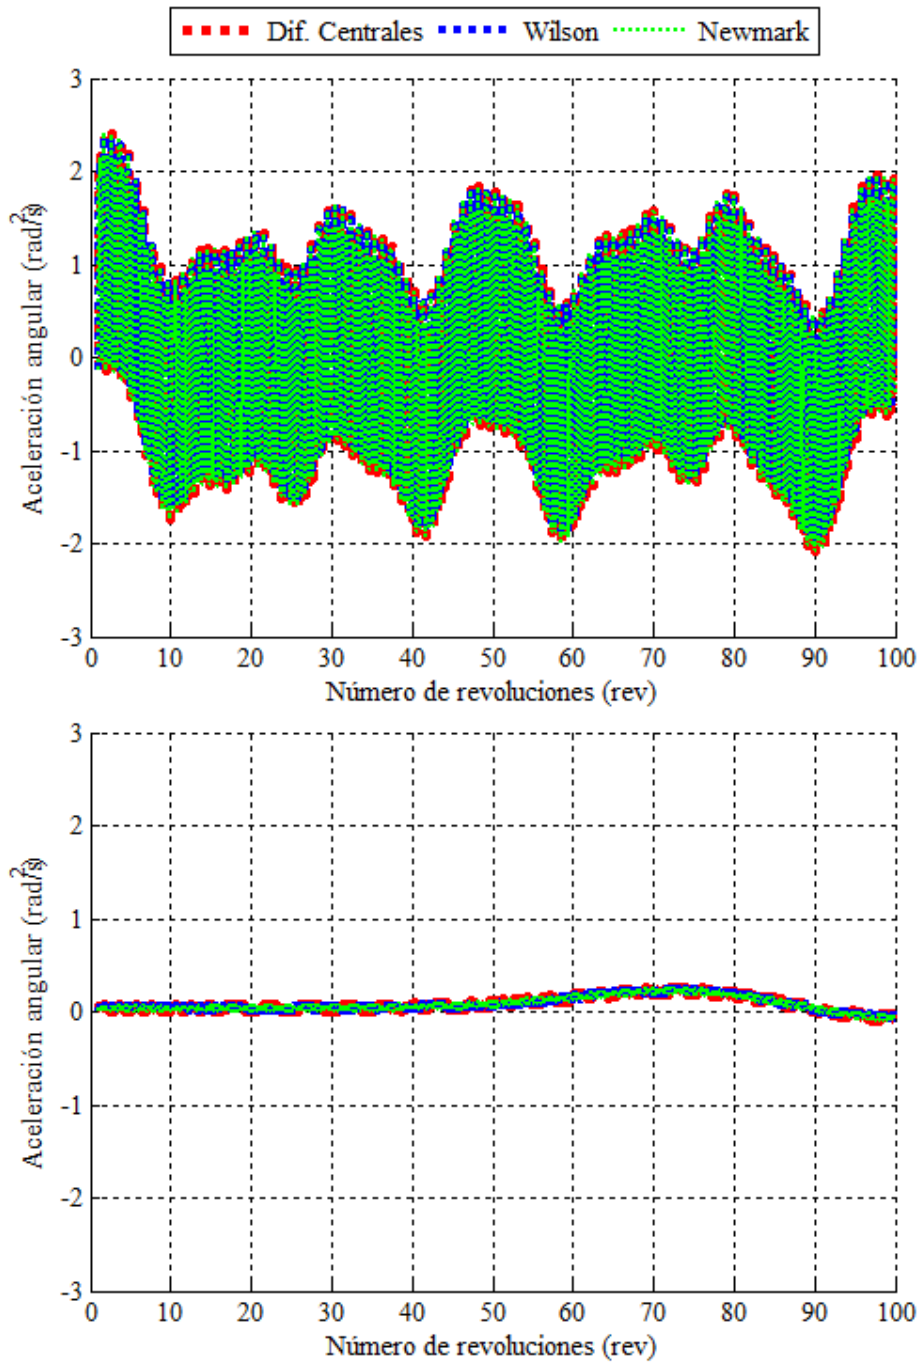 Dif. Centrales Wilson Newmark
3
2
1
0
-1
-2
-3
Aceleración angular (rad/s²)
0 10 20 30 40 50 60 70 80 90 100
Número de revoluciones (rev)
3
2
1
0
-1
-2
-3
Aceleración angular (rad/s²)
0 10 20 30 40 50 60 70 80 90 100
Número de revoluciones (rev)